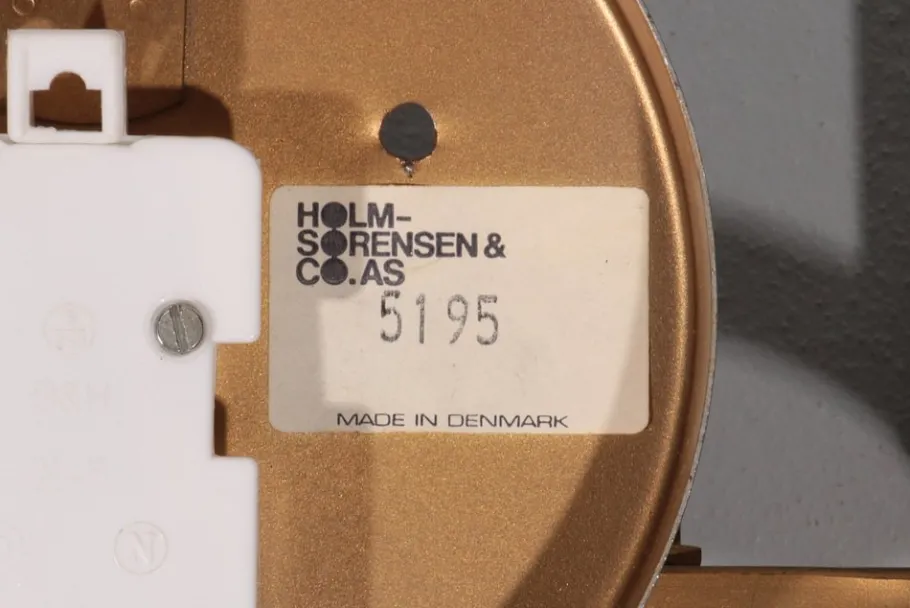 HOLM-
SORENSEN &
CO.AS
5195
MADE IN DENMARK
N